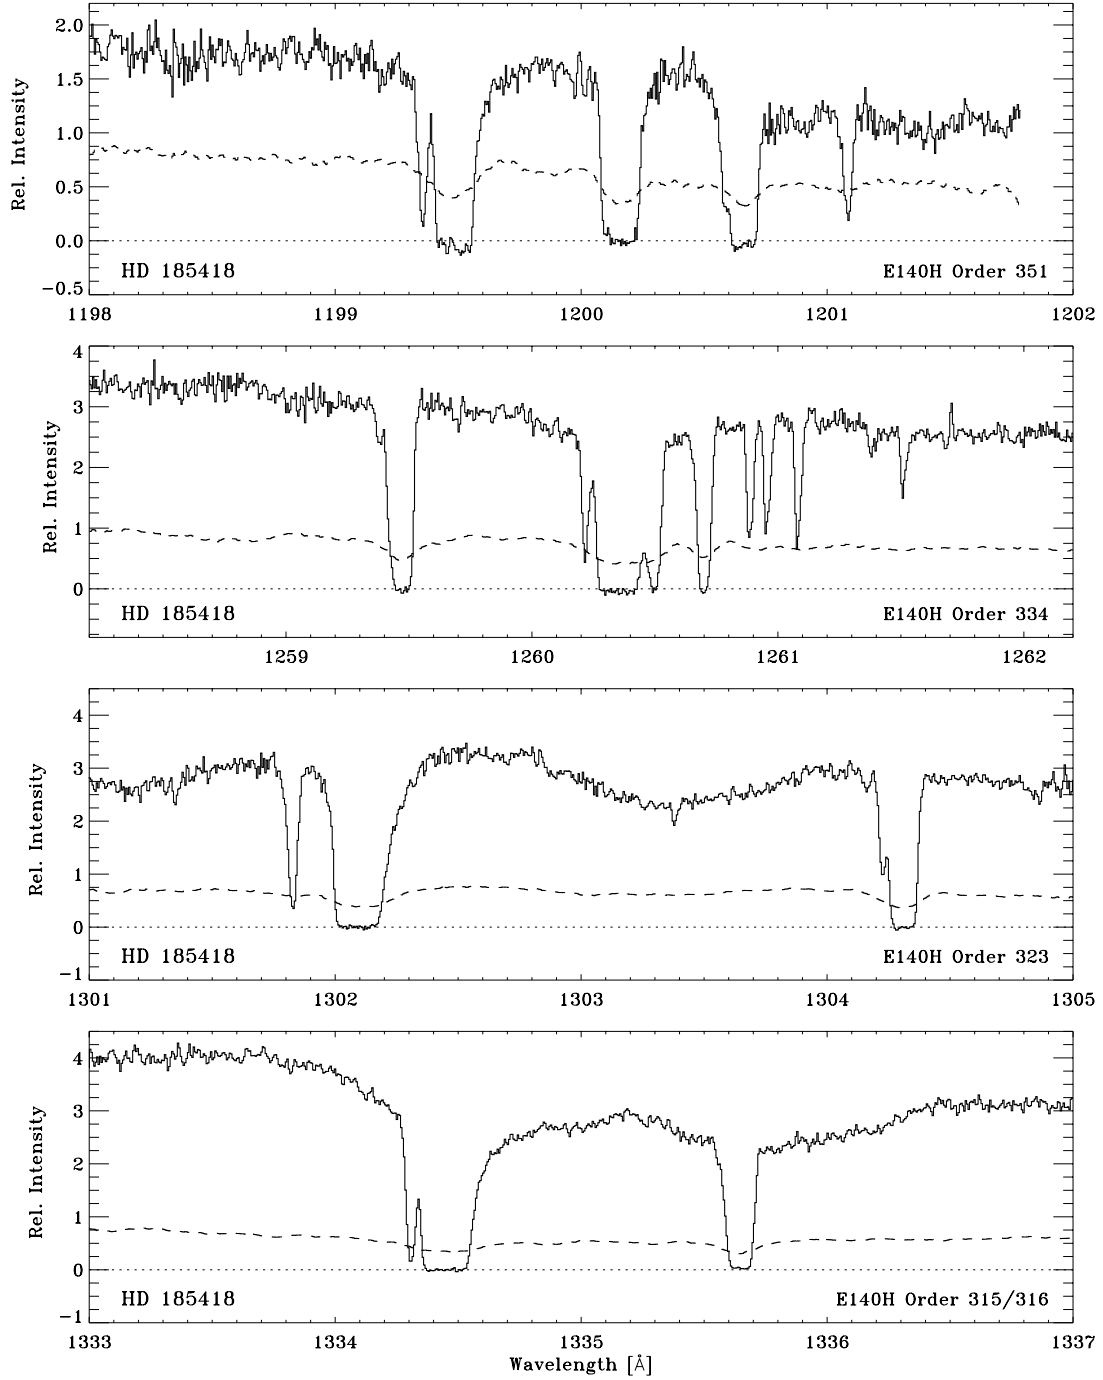 2.0
1.5
1.0
0.5
0.0
−0.5
Rel. Intensity
HD 185418
E140H Order 351
1198 1199 1200 1201 1202
4
3
2
1
0
Rel. Intensity
HD 185418
E140H Order 334
1259 1260 1261 1262
4
3
2
1
0
−1
Rel. Intensity
HD 185418
E140H Order 323
1301 1302 1303 1304 1305
4
3
2
1
0
−1
Rel. Intensity
HD 185418
E140H Order 315/316
1333 1334 1335 1336 1337
Wavelength [Å]